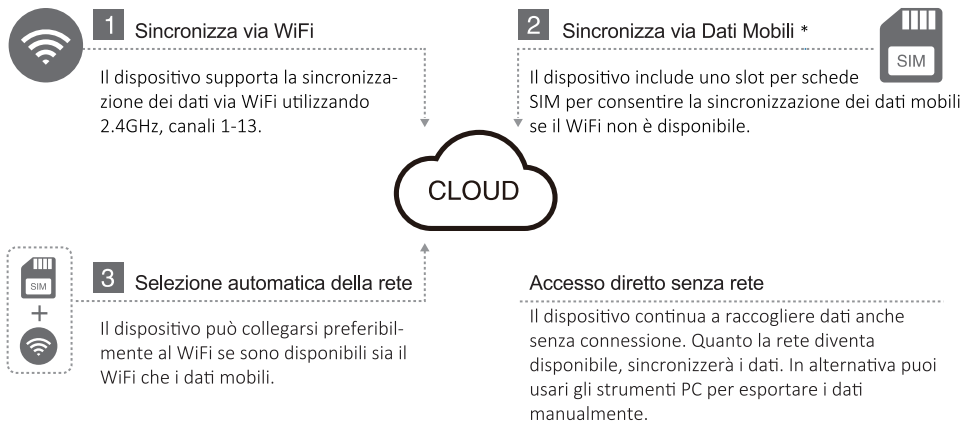 1 Sincronizza via WiFi
Il dispositivo supporta la sincronizza-
zione dei dati via WiFi utilizzando
2.4GHz, canali 1-13.
2 Sincronizza via Dati Mobili *
SIM
Il dispositivo include uno slot per schede
SIM per consentire la sincronizzazione dei dati mobili
se il WiFi non è disponibile.
CLOUD
SIM
+
3 Selezione automatica della rete
Il dispositivo può collegarsi preferibil-
mente al WiFi se sono disponibili sia il
WiFi che i dati mobili.
Accesso diretto senza rete
Il dispositivo continua a raccogliere dati anche
senza connessione. Quanto la rete diventa
disponibile, sincronizzerà i dati. In alternativa puoi
usari gli strumenti PC per esportare i dati
manualmente.